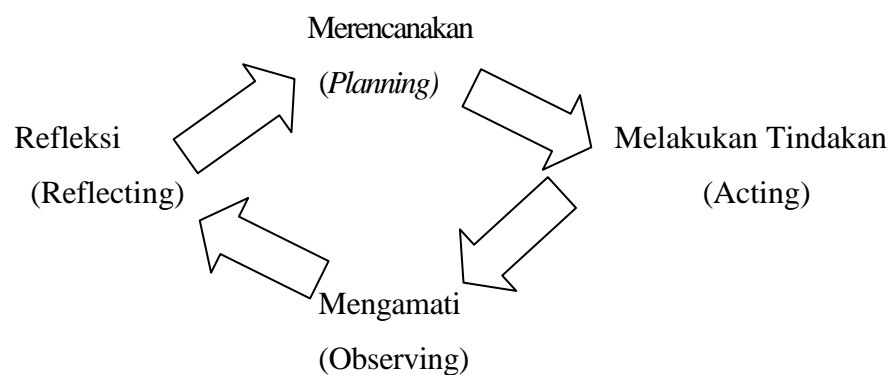 Merencanakan
(Planning)
Refleksi
(Reflecting)
Melakukan Tindakan
(Acting)
Mengamati
(Observing)